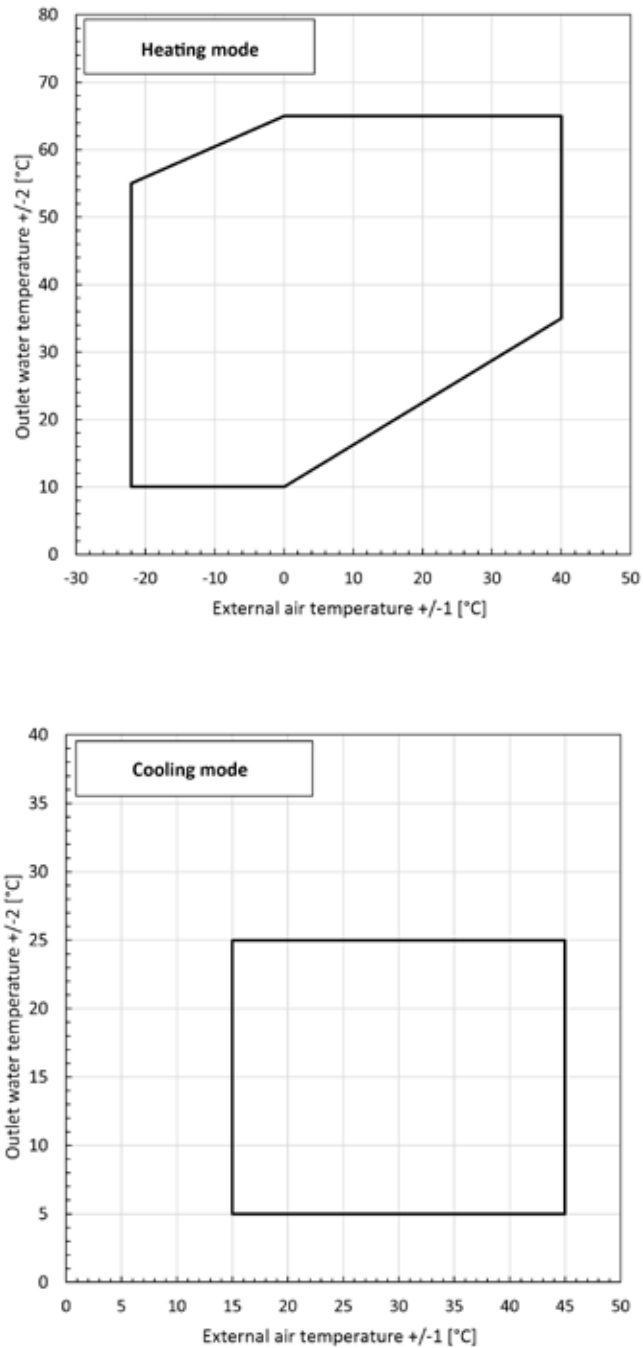 Heating mode
80
70
60
50
40
30
20
10
0
-30 -20 -10 0 10 20 30 40 50
Outlet water temperature +/-2 [°C]
External air temperature +/-1 [°C]
Cooling mode
40
35
30
25
20
15
10
5
0
0 5 10 15 20 25 30 35 40 45 50
Outlet water temperature +/-2 [°C]
External air temperature +/-1 [°C]